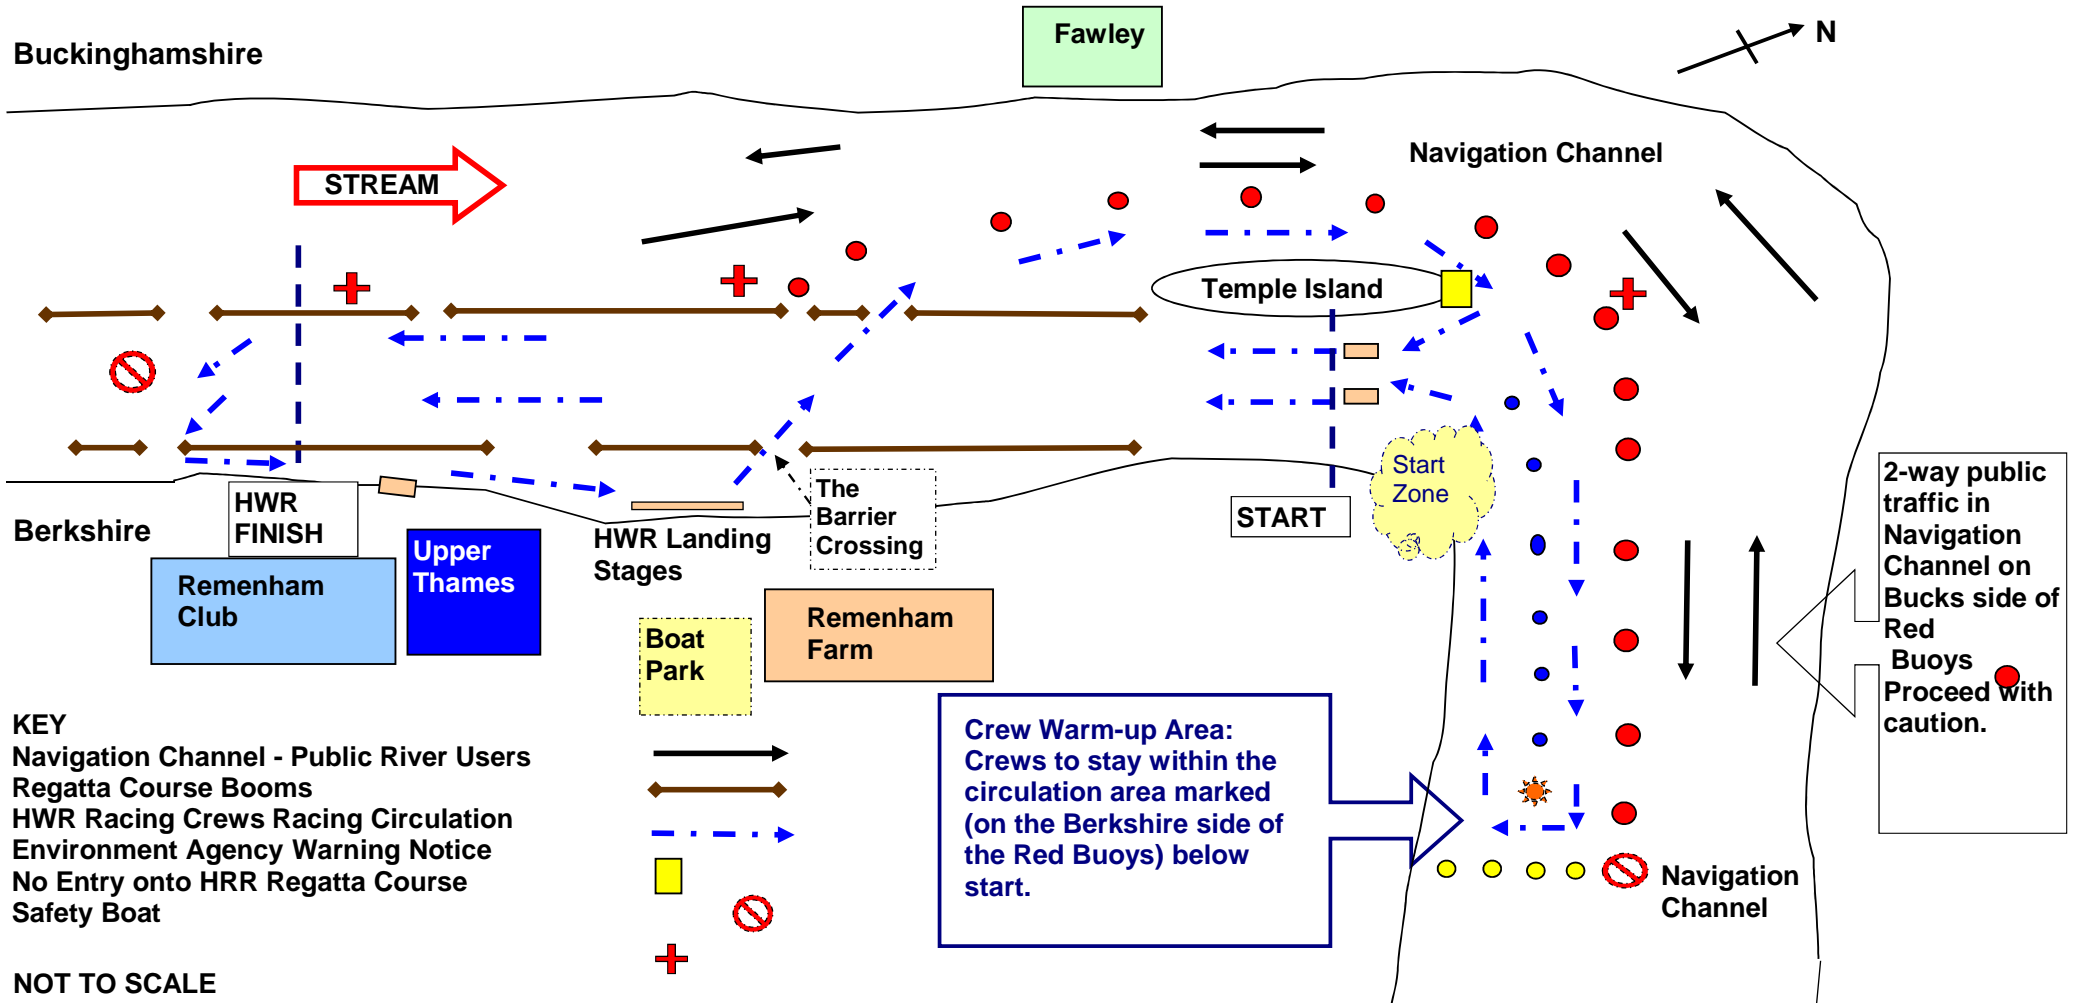 Buckinghamshire
Fawley
N
STREAM
Navigation Channel
Temple Island
Start
Zone
START
The
Barrier
Crossing
Berkshire
HWR
FINISH
Remenham
Club
Upper
Thames
HWR Landing
Stages
Boat
Park
Remenham
Farm
2-way public
traffic in
Navigation
Channel on
Bucks side of
Red
Buoys
Proceed with
caution.
Crew Warm-up Area:
Crews to stay within the
circulation area marked
(on the Berkshire side of
the Red Buoys) below
start.
Navigation
Channel
KEY
Navigation Channel - Public River Users
Regatta Course Booms
HWR Racing Crews Racing Circulation
Environment Agency Warning Notice
No Entry onto HRR Regatta Course
Safety Boat
NOT TO SCALE